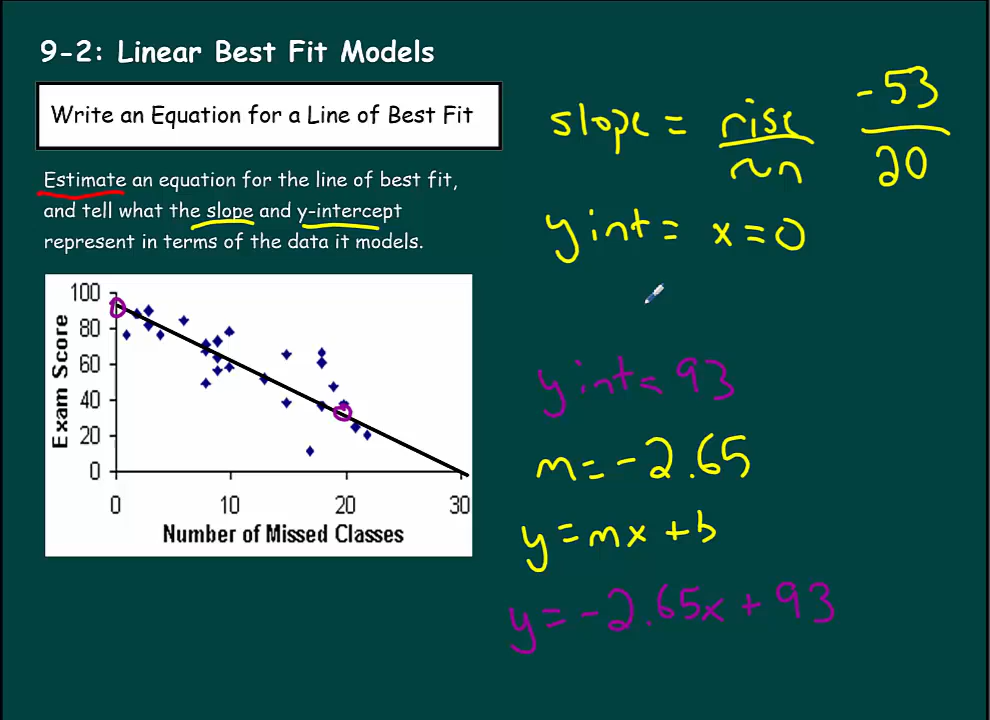 9-2: Linear Best Fit Models
Write an Equation for a Line of Best Fit
Estimate an equation for the line of best fit,
and tell what the slope and y-intercept
represent in terms of the data it models.
Exam Score
100
80
60
40
20
0
0 10 20 30
Number of Missed Classes
slope = rise/run -53/20
y int = x = 0
y int = 93
m = -2.65
y = mx + b
y = -2.65x + 93